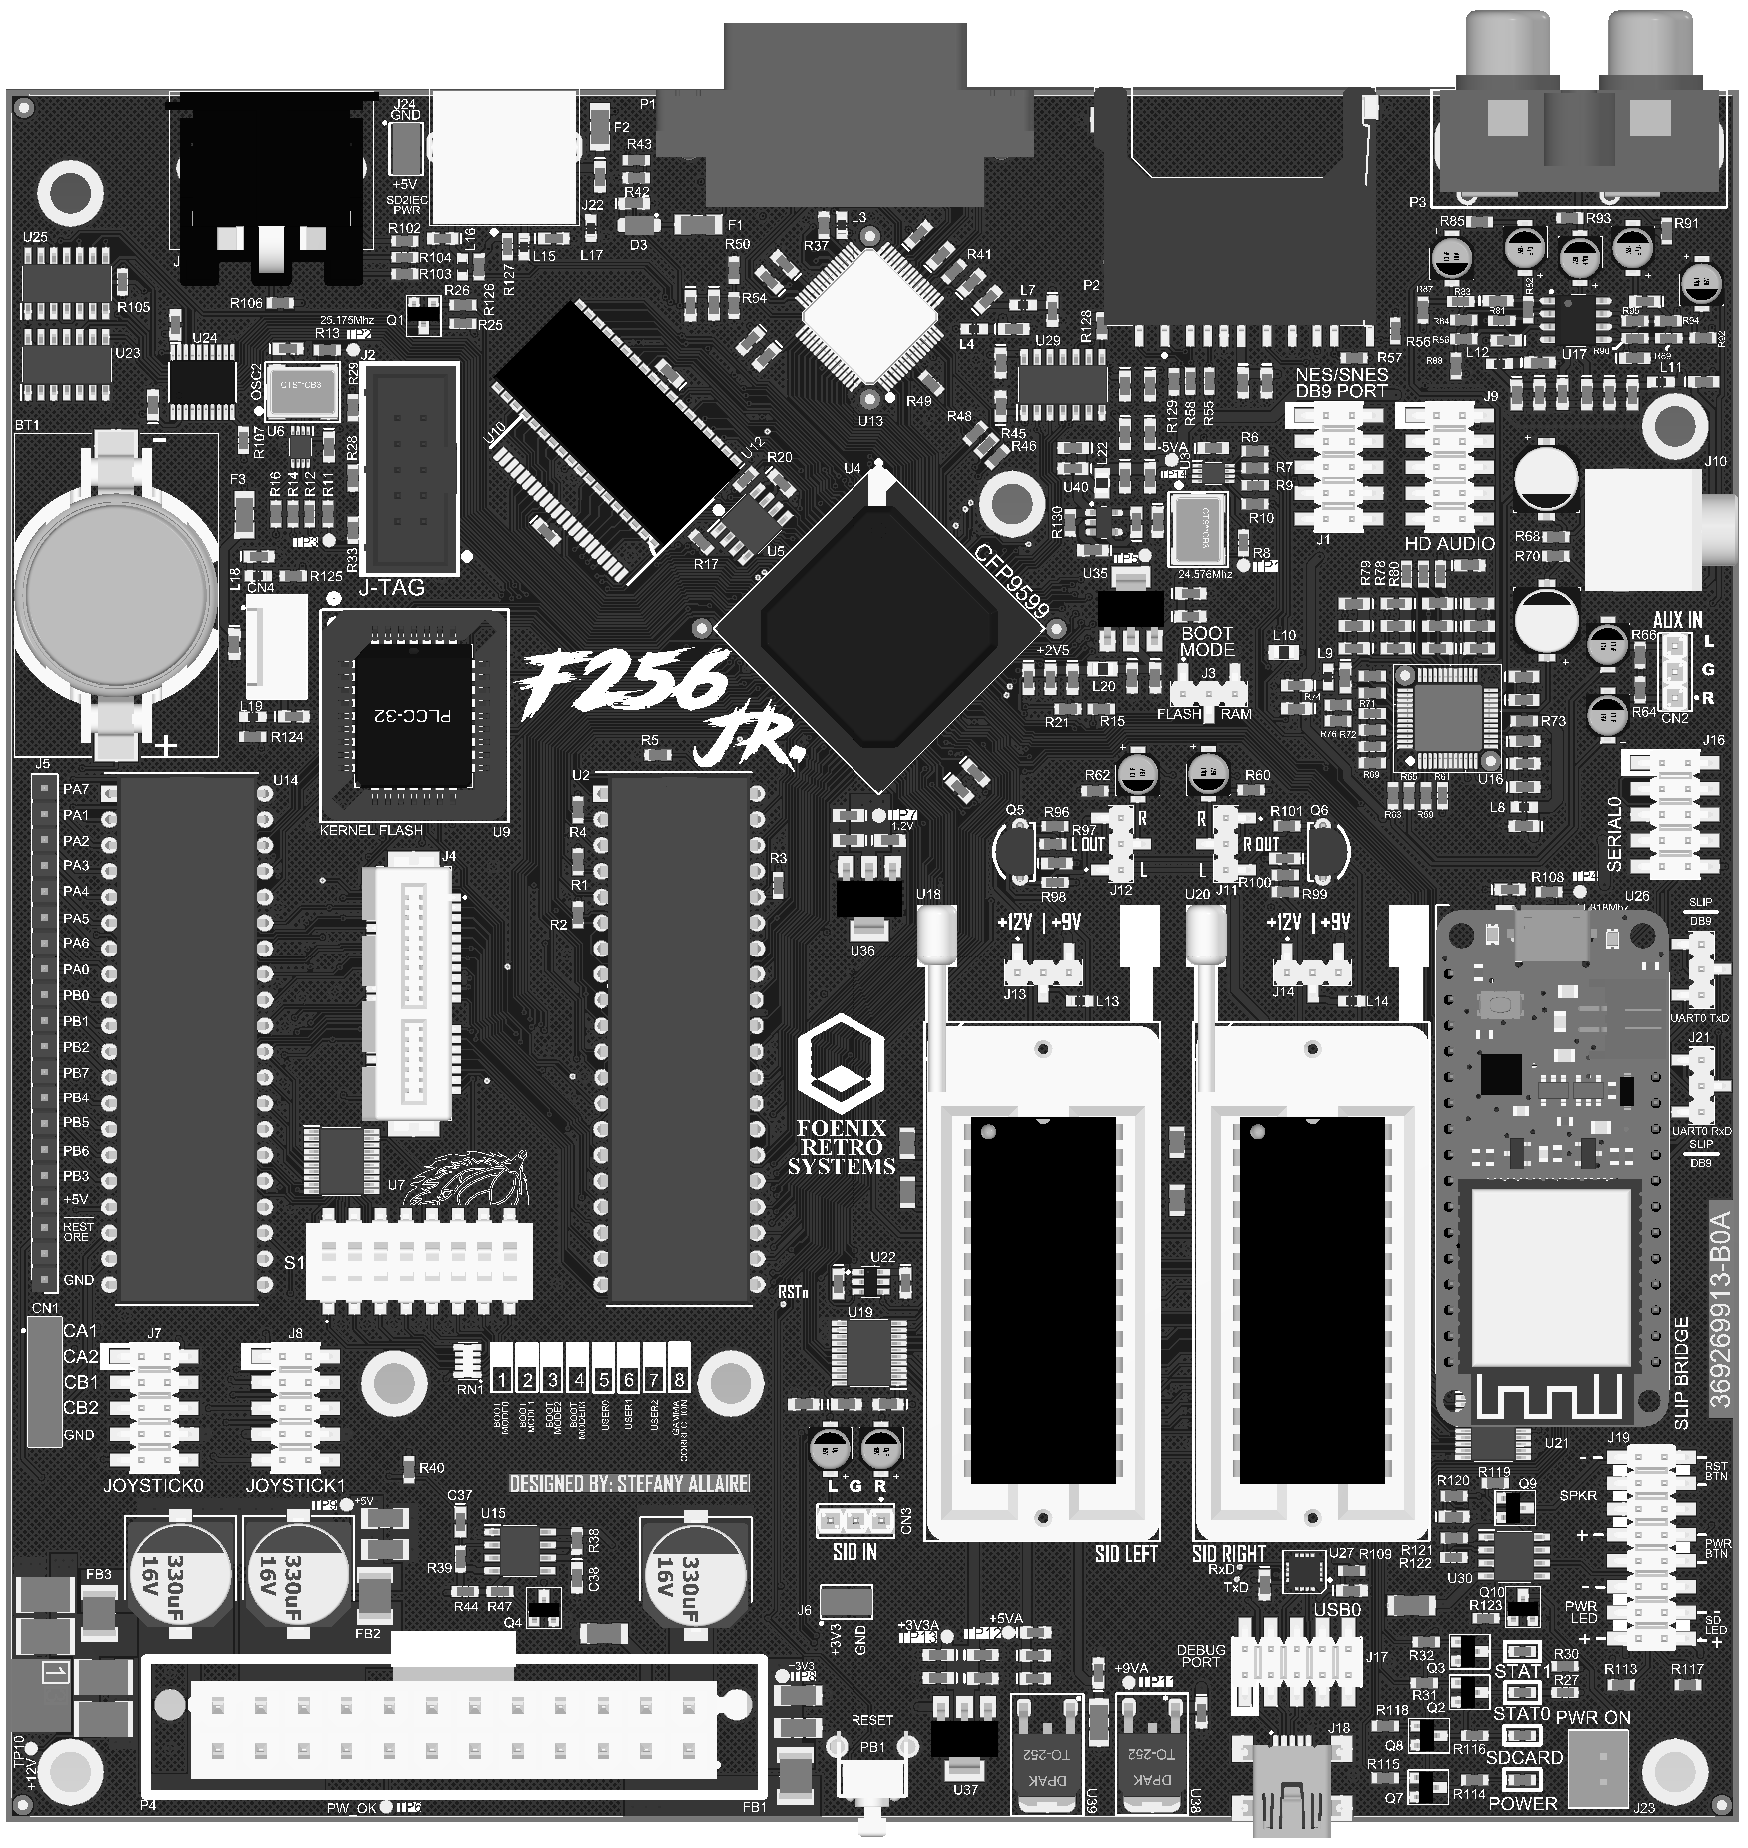 J24
GND
+5V
SD2IEC
PWR
J22
P1
F2
R43
R42
D3
F1
R50
R54
R37
L3
R41
L7
L4
R49
U13
P2
R128
U29
P3
R85
R93
R91
U17
L12
L11
R56
R57
U25
R105
U23
U24
R106
R102
R104
R103
R26
R25
Q1
L16
R126
R127
L15
L17
25.175Mhz
R13
TP2
OSC2
CTS-CB3
U6
R107
R16
R14
R12
R11
R29
R28
R33
TP3
J2
J-TAG
BT1
F3
L18
CN4
R125
L19
R124
U10
U12
R20
U5
R17
U4
CFP9599
R48
R45
R46
R129
R58
R55
L22
U40
R130
-5VA
TP14
R6
R7
R9
R10
R8
TP1
24.576Mhz
TP5
U35
+2V5
L20
R21
R15
NES/SNES
DB9 PORT
J1
J9
HD AUDIO
J10
R68
R70
R79
R78
R80
AUX IN
L
G
R
CN2
R66
R64
BOOT
MODE
J3
FLASH
RAM
L10
L9
R74
R71
R76
R72
R69
R65
R61
R63
R59
R73
U16
L8
PLCC-32
KERNEL FLASH
U9
F256
JR.
R5
J5
PA7
PA1
PA2
PA3
PA4
PA5
PA6
PA0
PB0
PB1
PB2
PB7
PB4
PB5
PB6
PB3
+5V
REST
ORE
GND
U14
J4
U7
S1
U2
R4
R1
R2
R3
TP7
1.2V
U36
R62
R60
Q5
R96
R97
L OUT
R98
J12
R
L
R
L
R OUT
R101
R100
R99
J11
Q6
U18
U20
+12V | +9V
J13
L13
+12V | +9V
J14
L14
J16
SERIAL0
R108
TP4
U26
SLIP
DB9
UART0 TxD
J21
UART0 RxD
SLIP
DB9
FOENIX
RETRO
SYSTEMS
RSTn
U22
U19
CN1
CA1
CA2
CB1
CB2
GND
J7
JOYSTICK0
J8
JOYSTICK1
RN1
1 2 3 4 5 6 7 8
BOOT
MODE0
BOOT
MODE1
BOOT
MODE2
BOOT
MODE3
USER0
USER1
USER2
GAMMA
CORRECTION
R40
DESIGNED BY: STEFANY ALLAIRE
L G R
CN3
SID IN
SID LEFT
SID RIGHT
SLIP BRIDGE
3692269913-B0A
U21
J19
RST
BTN
SPKR
PWR
BTN
PWR
LED
SD
LED
R119
R120
Q9
R121
R122
U30
Q10
R123
TP9
+5V
330uF
16V
330uF
16V
330uF
16V
FB3
FB2
C37
U15
R39
R38
C38
R44
R47
Q4
J6
+3V3
GND
+3V3A
TP13
+5VA
TP12
+9VA
TP11
RxD
TxD
U27
R109
USB0
DEBUG
PORT
J17
J18
R32
Q3
R31
Q2
R118
Q8
R115
Q7
R116
R114
STAT1
STAT0
SDCARD
POWER
R30
R27
R113
R117
PWR ON
J23
TP10
+12V
P4
PW_OK
TP6
FB1
-3V3
TP8
RESET
PB1
U37
TO-252
DPAK
U39
TO-252
DPAK
U38